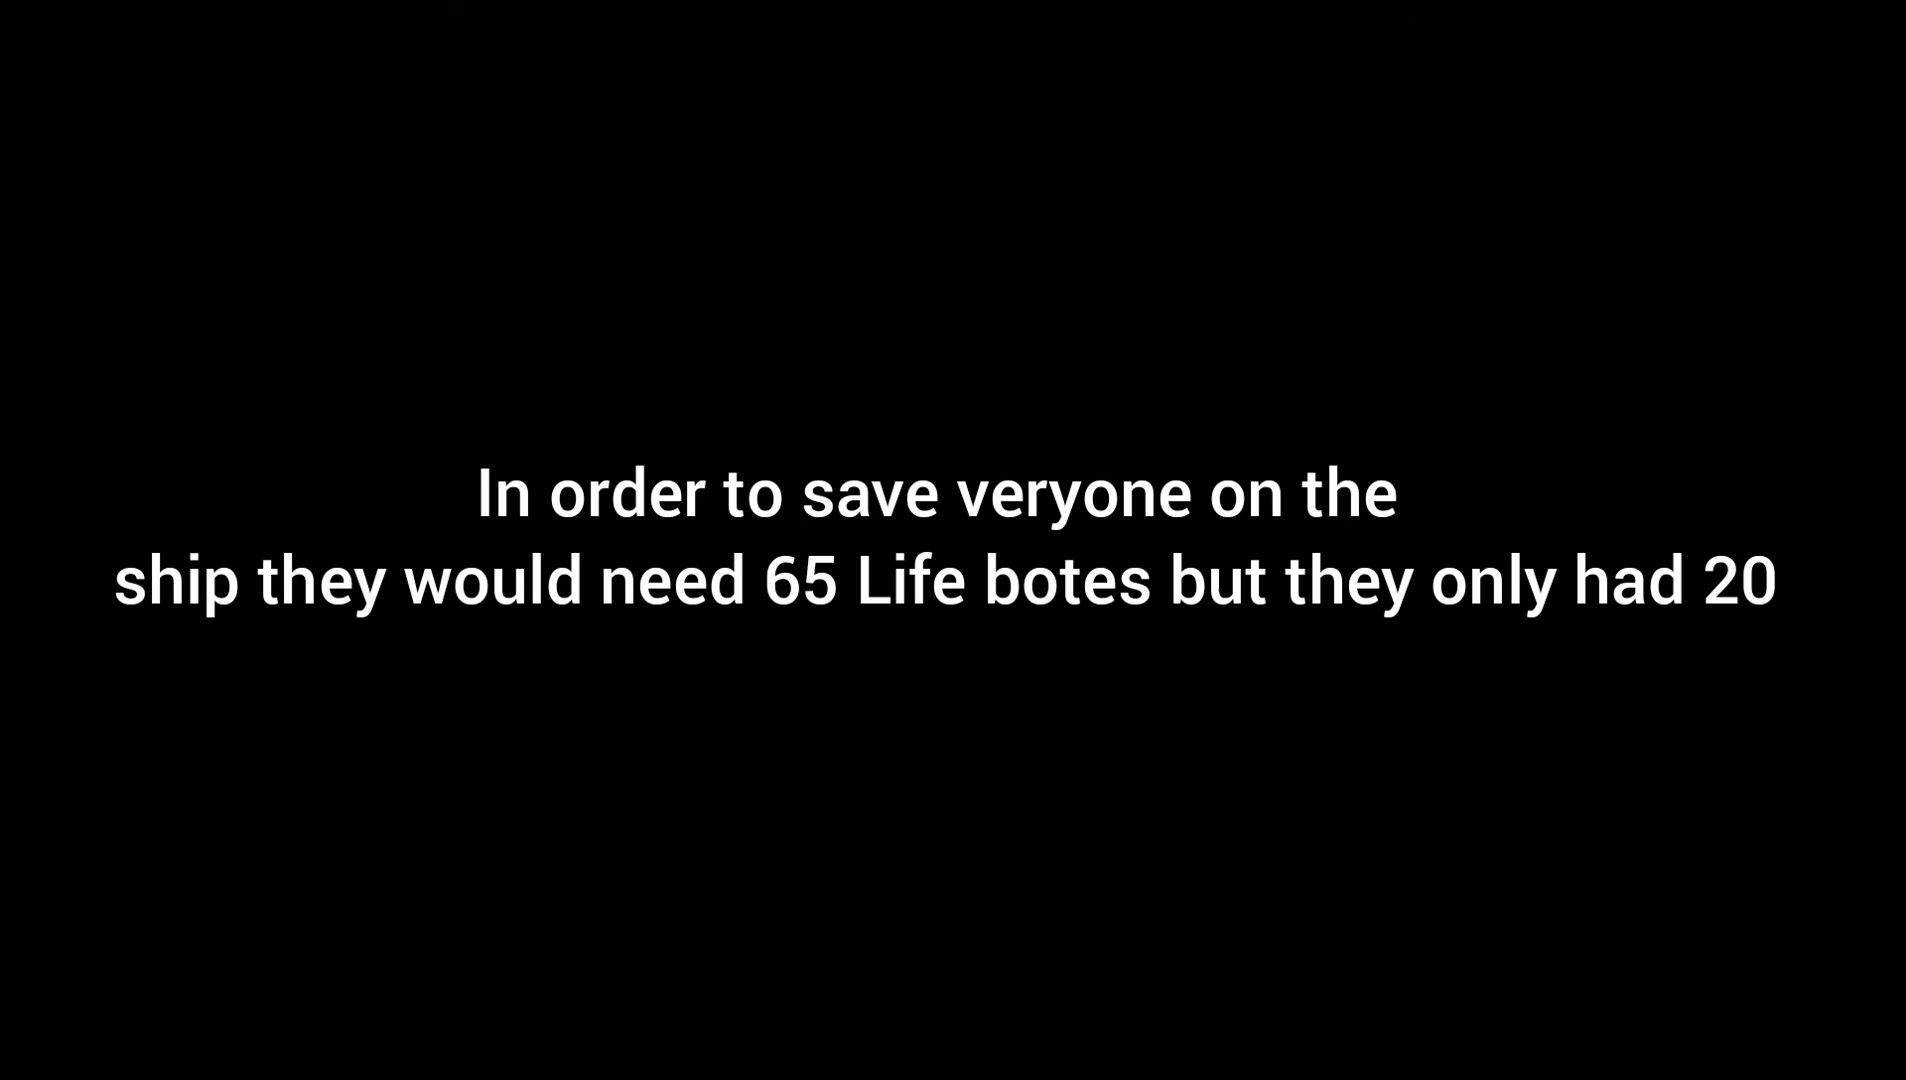 In order to save veryone on the
ship they would need 65 Life botes but they only had 20